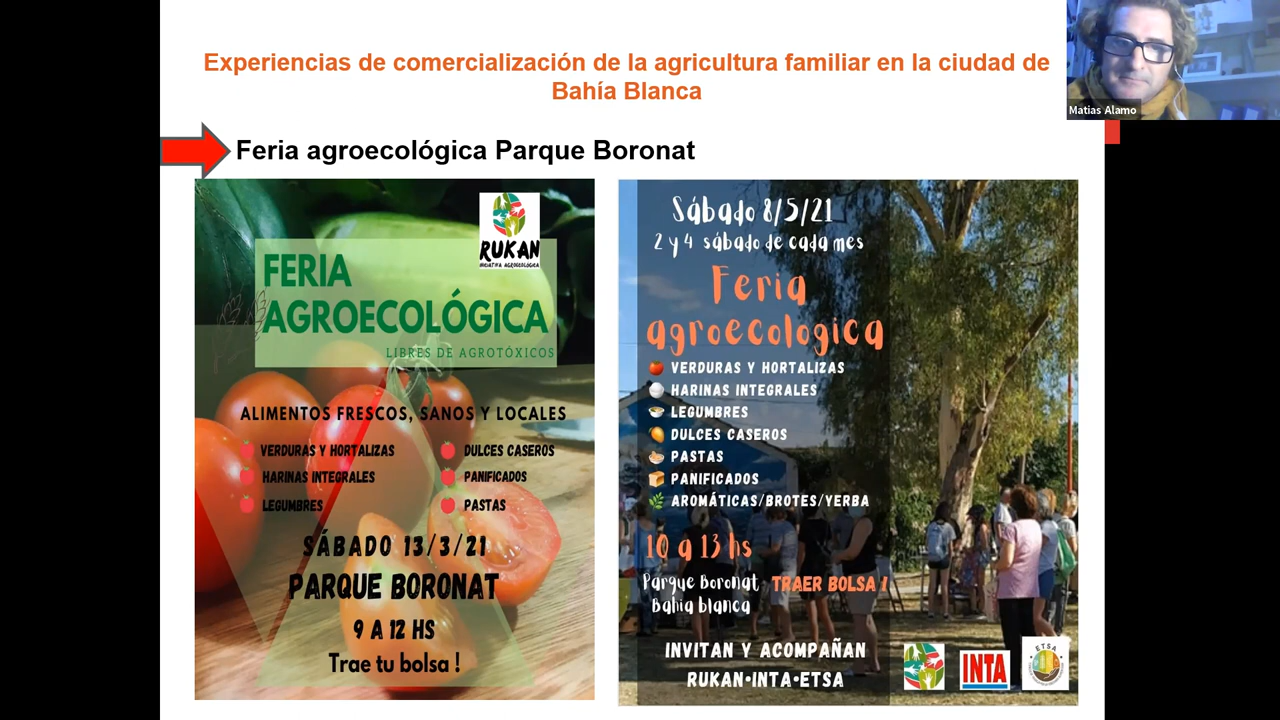 Experiencias de comercialización de la agricultura familiar en la ciudad de
Bahía Blanca
Matias Alamo
Feria agroecológica Parque Boronat
RUKAN
INICIATIVA AGROECOLÓGICA
FERIA
AGROECOLÓGICA
LIBRES DE AGROTÓXICOS
ALIMENTOS FRESCOS, SANOS Y LOCALES
VERDURAS Y HORTALIZAS
HARINAS INTEGRALES
LEGUMBRES
DULCES CASEROS
PANIFICADOS
PASTAS
SÁBADO 13/3/21
PARQUE BORONAT
9 A 12 HS
Trae tu bolsa !
Sábado 8/5/21
2 y 4 sábado de cada mes
Feria
agroecologica
VERDURAS Y HORTALIZAS
HARINAS INTEGRALES
LEGUMBRES
DULCES CASEROS
PASTAS
PANIFICADOS
AROMÁTICAS/BROTES/YERBA
10 a 13 hs
Parque Boronat
Bahia blanca
TRAER BOLSA !
INVITAN Y ACOMPAÑAN
RUKAN•INTA•ETSA
INTA
ETSA